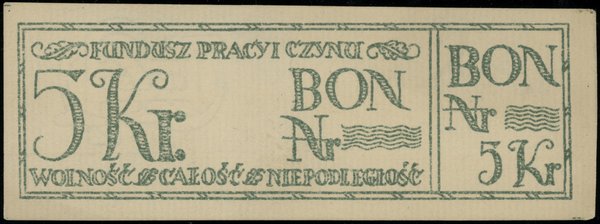 FUNDUSZ PRACY I CZYNU
5 Kr.
BON
Nr
WOLNOŚĆ CAŁOŚĆ NIEPODLEGŁOŚĆ
BON
Nr
5 Kr